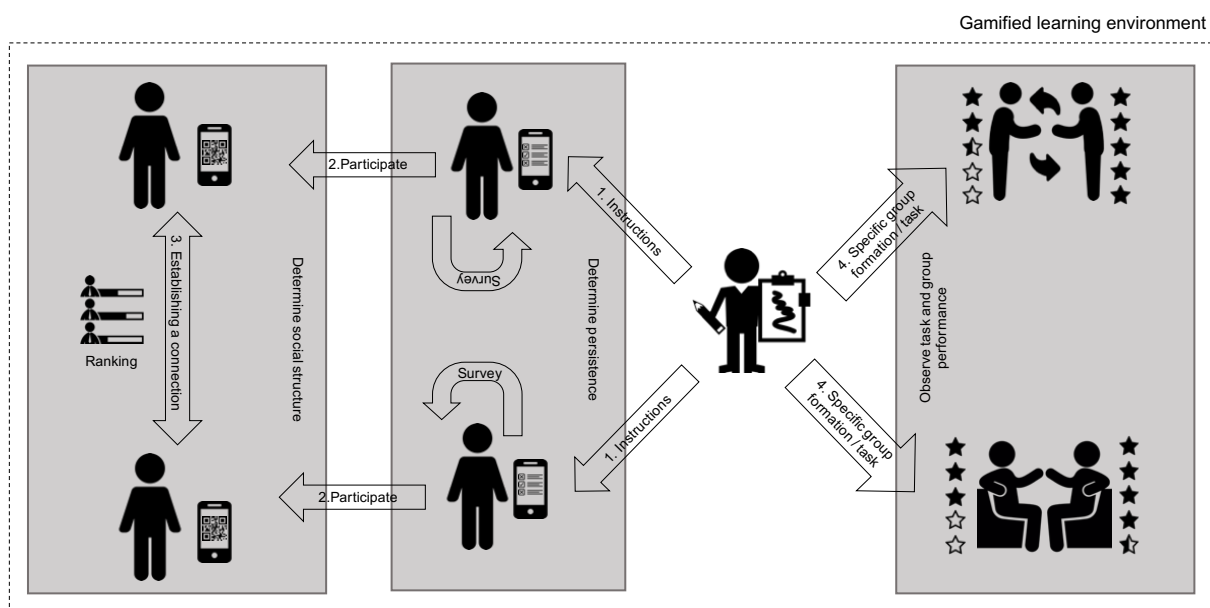 Gamified learning environment
2.Participate
3. Establishing a connection
Ranking
Determine social structure
2.Participate
Survey
Survey
Determine persistence
1. Instructions
1. Instructions
4. Specific group
formation / task
4. Specific group
formation / task
Observe task and group
performance